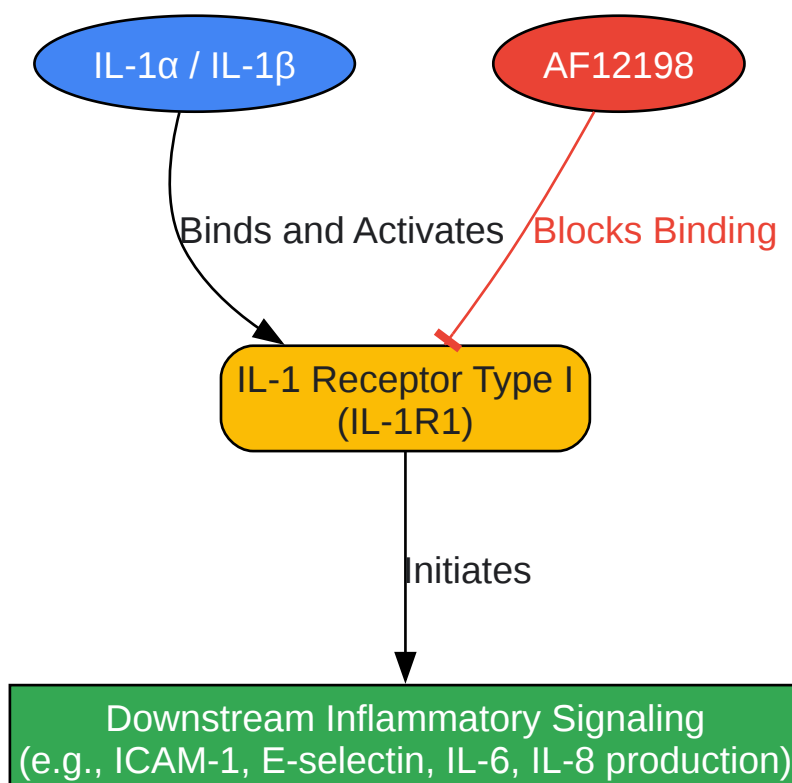 IL-1α / IL-1β
AF12198
Binds and Activates
Blocks Binding
IL-1 Receptor Type I
(IL-1R1)
Initiates
Downstream Inflammatory Signaling
(e.g., ICAM-1, E-selectin, IL-6, IL-8 production)